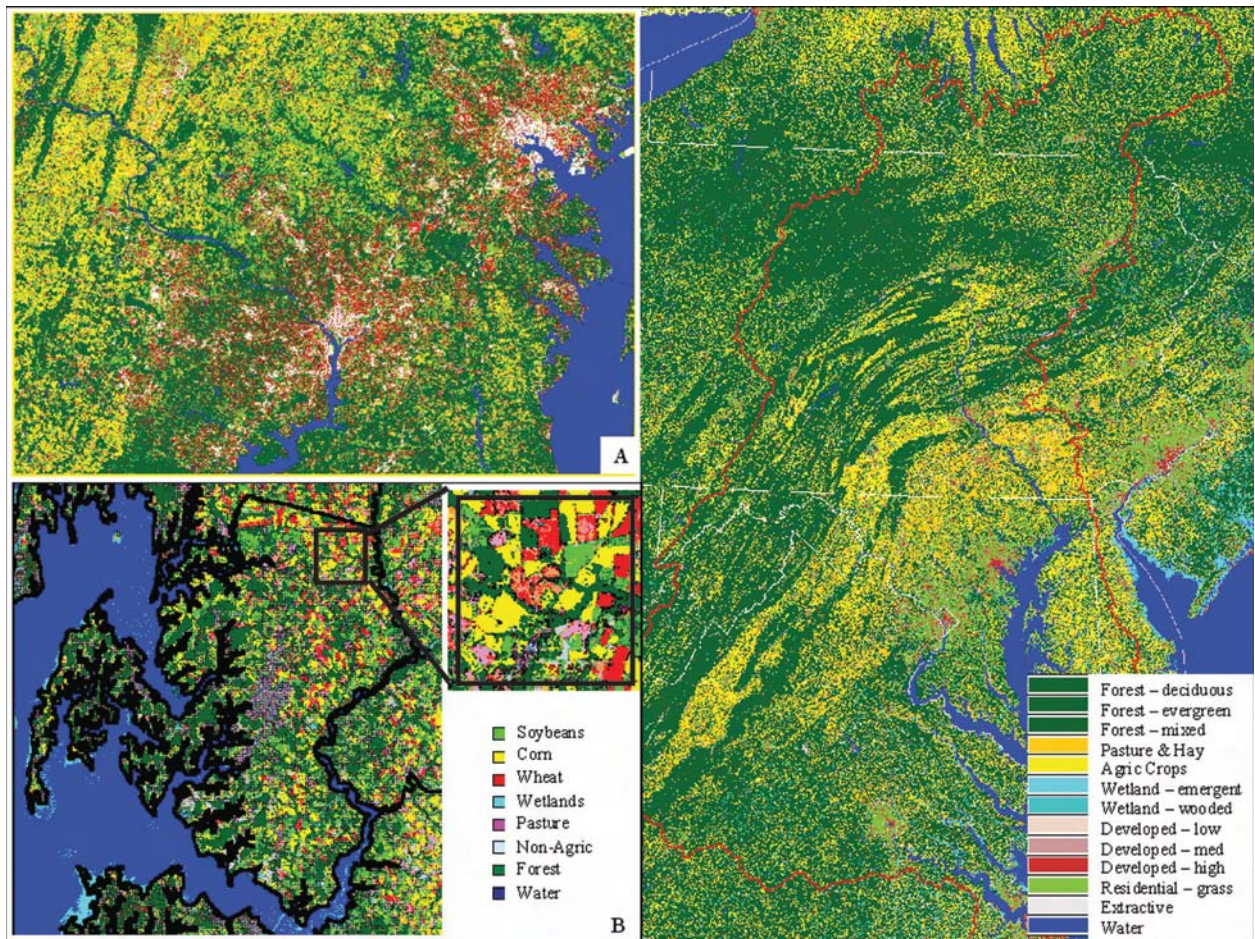 A
Soybeans
Corn
Wheat
Wetlands
Pasture
Non-Agric
Forest
Water
B
Forest – deciduous
Forest – evergreen
Forest – mixed
Pasture & Hay
Agric Crops
Wetland – emergent
Wetland – wooded
Developed – low
Developed – med
Developed – high
Residential – grass
Extractive
Water